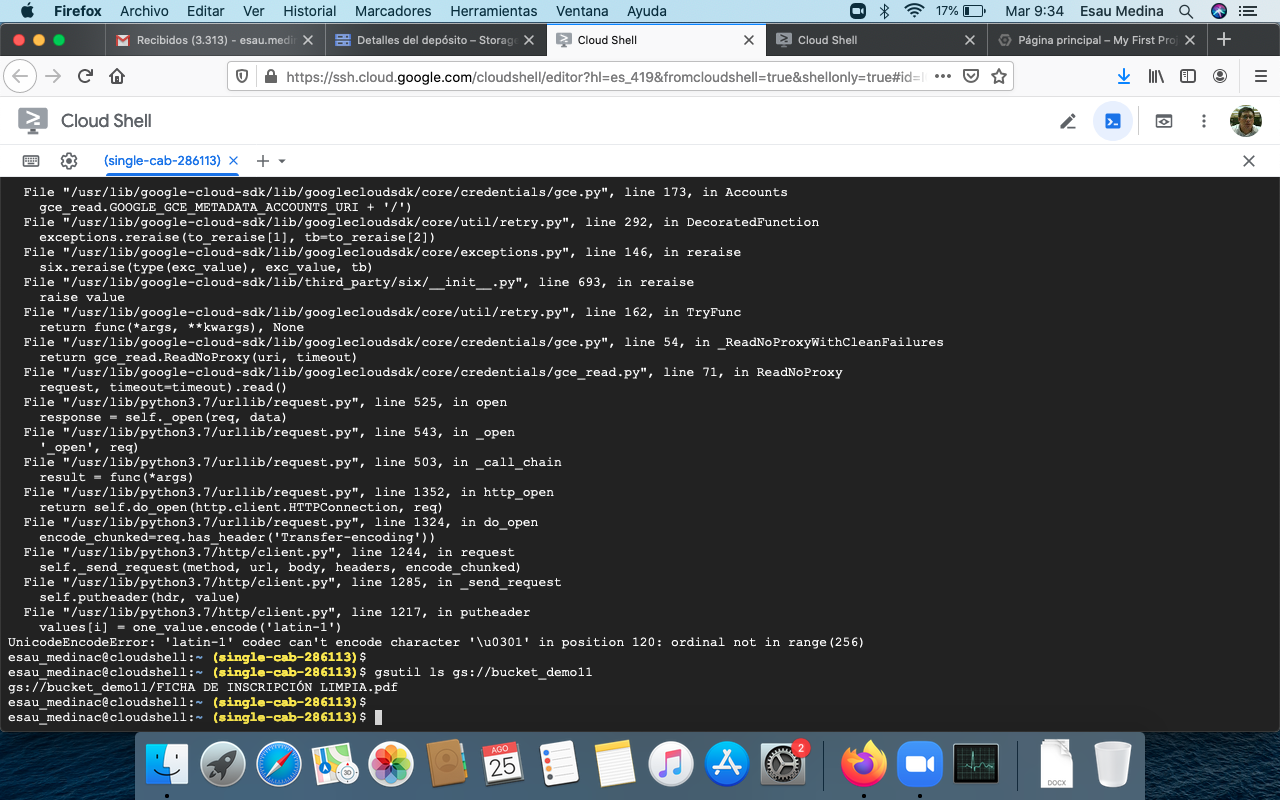 Firefox Archivo Editar Ver Historial Marcadores Herramientas Ventana Ayuda 17% Mar 9:34 Esau Medina
Recibidos (3.313) - esau.medi
Detalles del depósito – Storage
Cloud Shell
Cloud Shell
Página principal – My First Pro
https://ssh.cloud.google.com/cloudshell/editor?hl=es_419&fromcloudshell=true&shellonly=true#id=
Cloud Shell
(single-cab-286113)
File "/usr/lib/google-cloud-sdk/lib/googlecloudsdk/core/credentials/gce.py", line 173, in Accounts
gce_read.GOOGLE_GCE_METADATA_ACCOUNTS_URI + '/')
File "/usr/lib/google-cloud-sdk/lib/googlecloudsdk/core/util/retry.py", line 292, in DecoratedFunction
exceptions.reraise(to_reraise[1], tb=to_reraise[2])
File "/usr/lib/google-cloud-sdk/lib/googlecloudsdk/core/exceptions.py", line 146, in reraise
six.reraise(type(exc_value), exc_value, tb)
File "/usr/lib/google-cloud-sdk/lib/third_party/six/__init__.py", line 693, in reraise
raise value
File "/usr/lib/google-cloud-sdk/lib/googlecloudsdk/core/util/retry.py", line 162, in TryFunc
return func(*args, **kwargs), None
File "/usr/lib/google-cloud-sdk/lib/googlecloudsdk/core/credentials/gce.py", line 54, in _ReadNoProxyWithCleanFailures
return gce_read.ReadNoProxy(uri, timeout)
File "/usr/lib/google-cloud-sdk/lib/googlecloudsdk/core/credentials/gce_read.py", line 71, in ReadNoProxy
request, timeout=timeout).read()
File "/usr/lib/python3.7/urllib/request.py", line 525, in open
response = self._open(req, data)
File "/usr/lib/python3.7/urllib/request.py", line 543, in _open
'_open', req)
File "/usr/lib/python3.7/urllib/request.py", line 503, in _call_chain
result = func(*args)
File "/usr/lib/python3.7/urllib/request.py", line 1352, in http_open
return self.do_open(http.client.HTTPConnection, req)
File "/usr/lib/python3.7/urllib/request.py", line 1324, in do_open
encode_chunked=req.has_header('Transfer-encoding'))
File "/usr/lib/python3.7/http/client.py", line 1244, in request
self._send_request(method, url, body, headers, encode_chunked)
File "/usr/lib/python3.7/http/client.py", line 1285, in _send_request
self.putheader(hdr, value)
File "/usr/lib/python3.7/http/client.py", line 1217, in putheader
values[i] = one_value.encode('latin-1')
UnicodeEncodeError: 'latin-1' codec can't encode character '\u0301' in position 120: ordinal not in range(256)
esau_medinac@cloudshell:~ (single-cab-286113)$
esau_medinac@cloudshell:~ (single-cab-286113)$ gsutil ls gs://bucket_demo11
gs://bucket_demo11/FICHA DE INSCRIPCIÓN LIMPIA.pdf
esau_medinac@cloudshell:~ (single-cab-286113)$
esau_medinac@cloudshell:~ (single-cab-286113)$
AGO
25
3D
2
DOCX